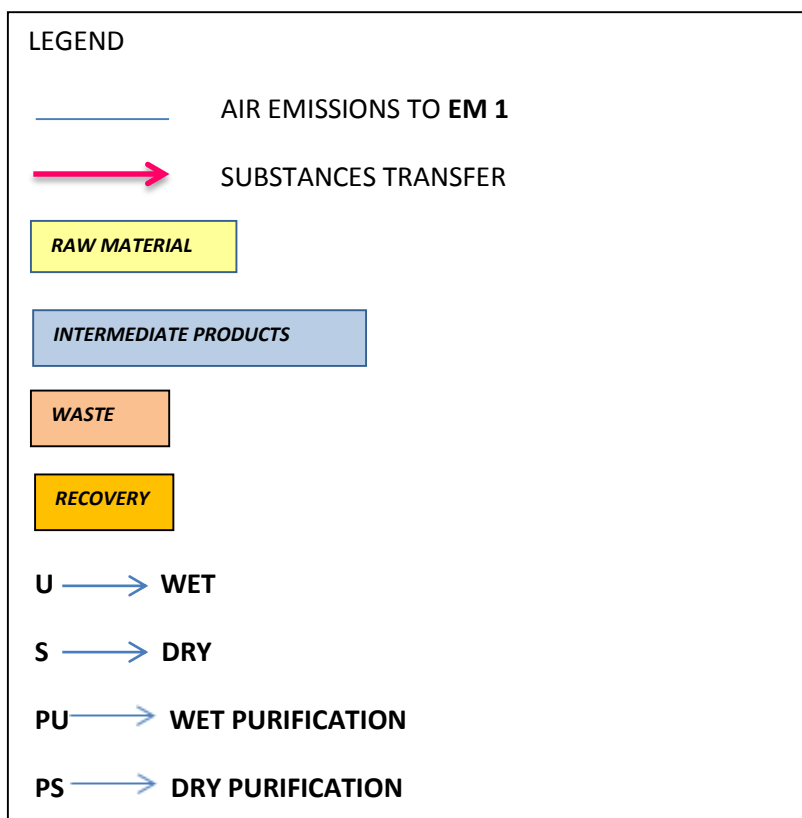 LEGEND
AIR EMISSIONS TO EM 1
SUBSTANCES TRANSFER
RAW MATERIAL
INTERMEDIATE PRODUCTS
WASTE
RECOVERY
U WET
S DRY
PU WET PURIFICATION
PS DRY PURIFICATION